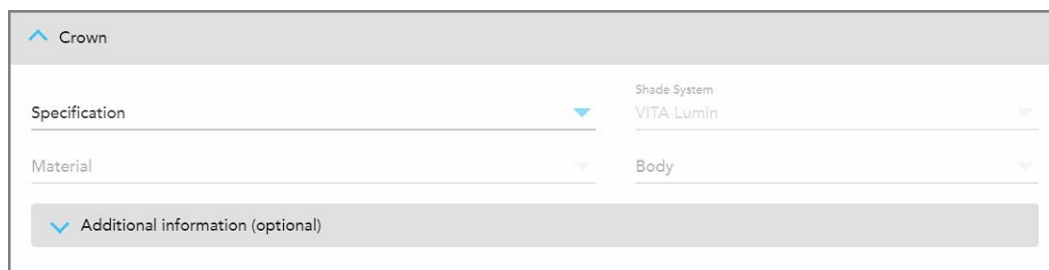 Crown
Shade System
Specification
VITA Lumin
Material
Body
Additional information (optional)